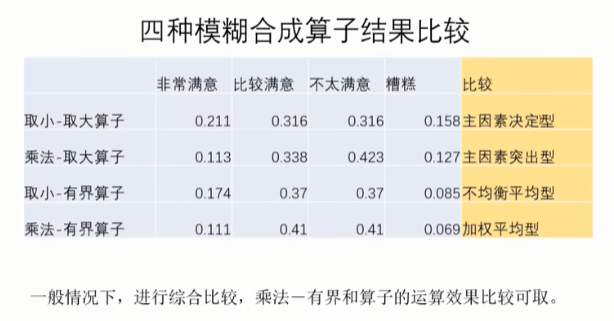 四种模糊合成算子结果比较
非常满意 比较满意 不太满意 糟糕 比较
取小-取大算子 0.211 0.316 0.316 0.158 主因素决定型
乘法-取大算子 0.113 0.338 0.423 0.127 主因素突出型
取小-有界算子 0.174 0.37 0.37 0.085 不均衡平均型
乘法-有界算子 0.111 0.41 0.41 0.069 加权平均型
一般情况下，进行综合比较，乘法－有界和算子的运算效果比较可取。